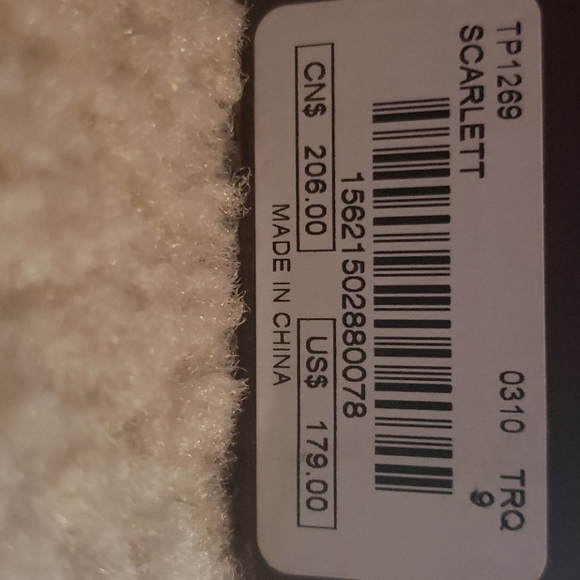 TP1269 0310 TRQ
SCARLETT 9
15621502880078
CN$ 206.00 US$ 179.00
MADE IN CHINA